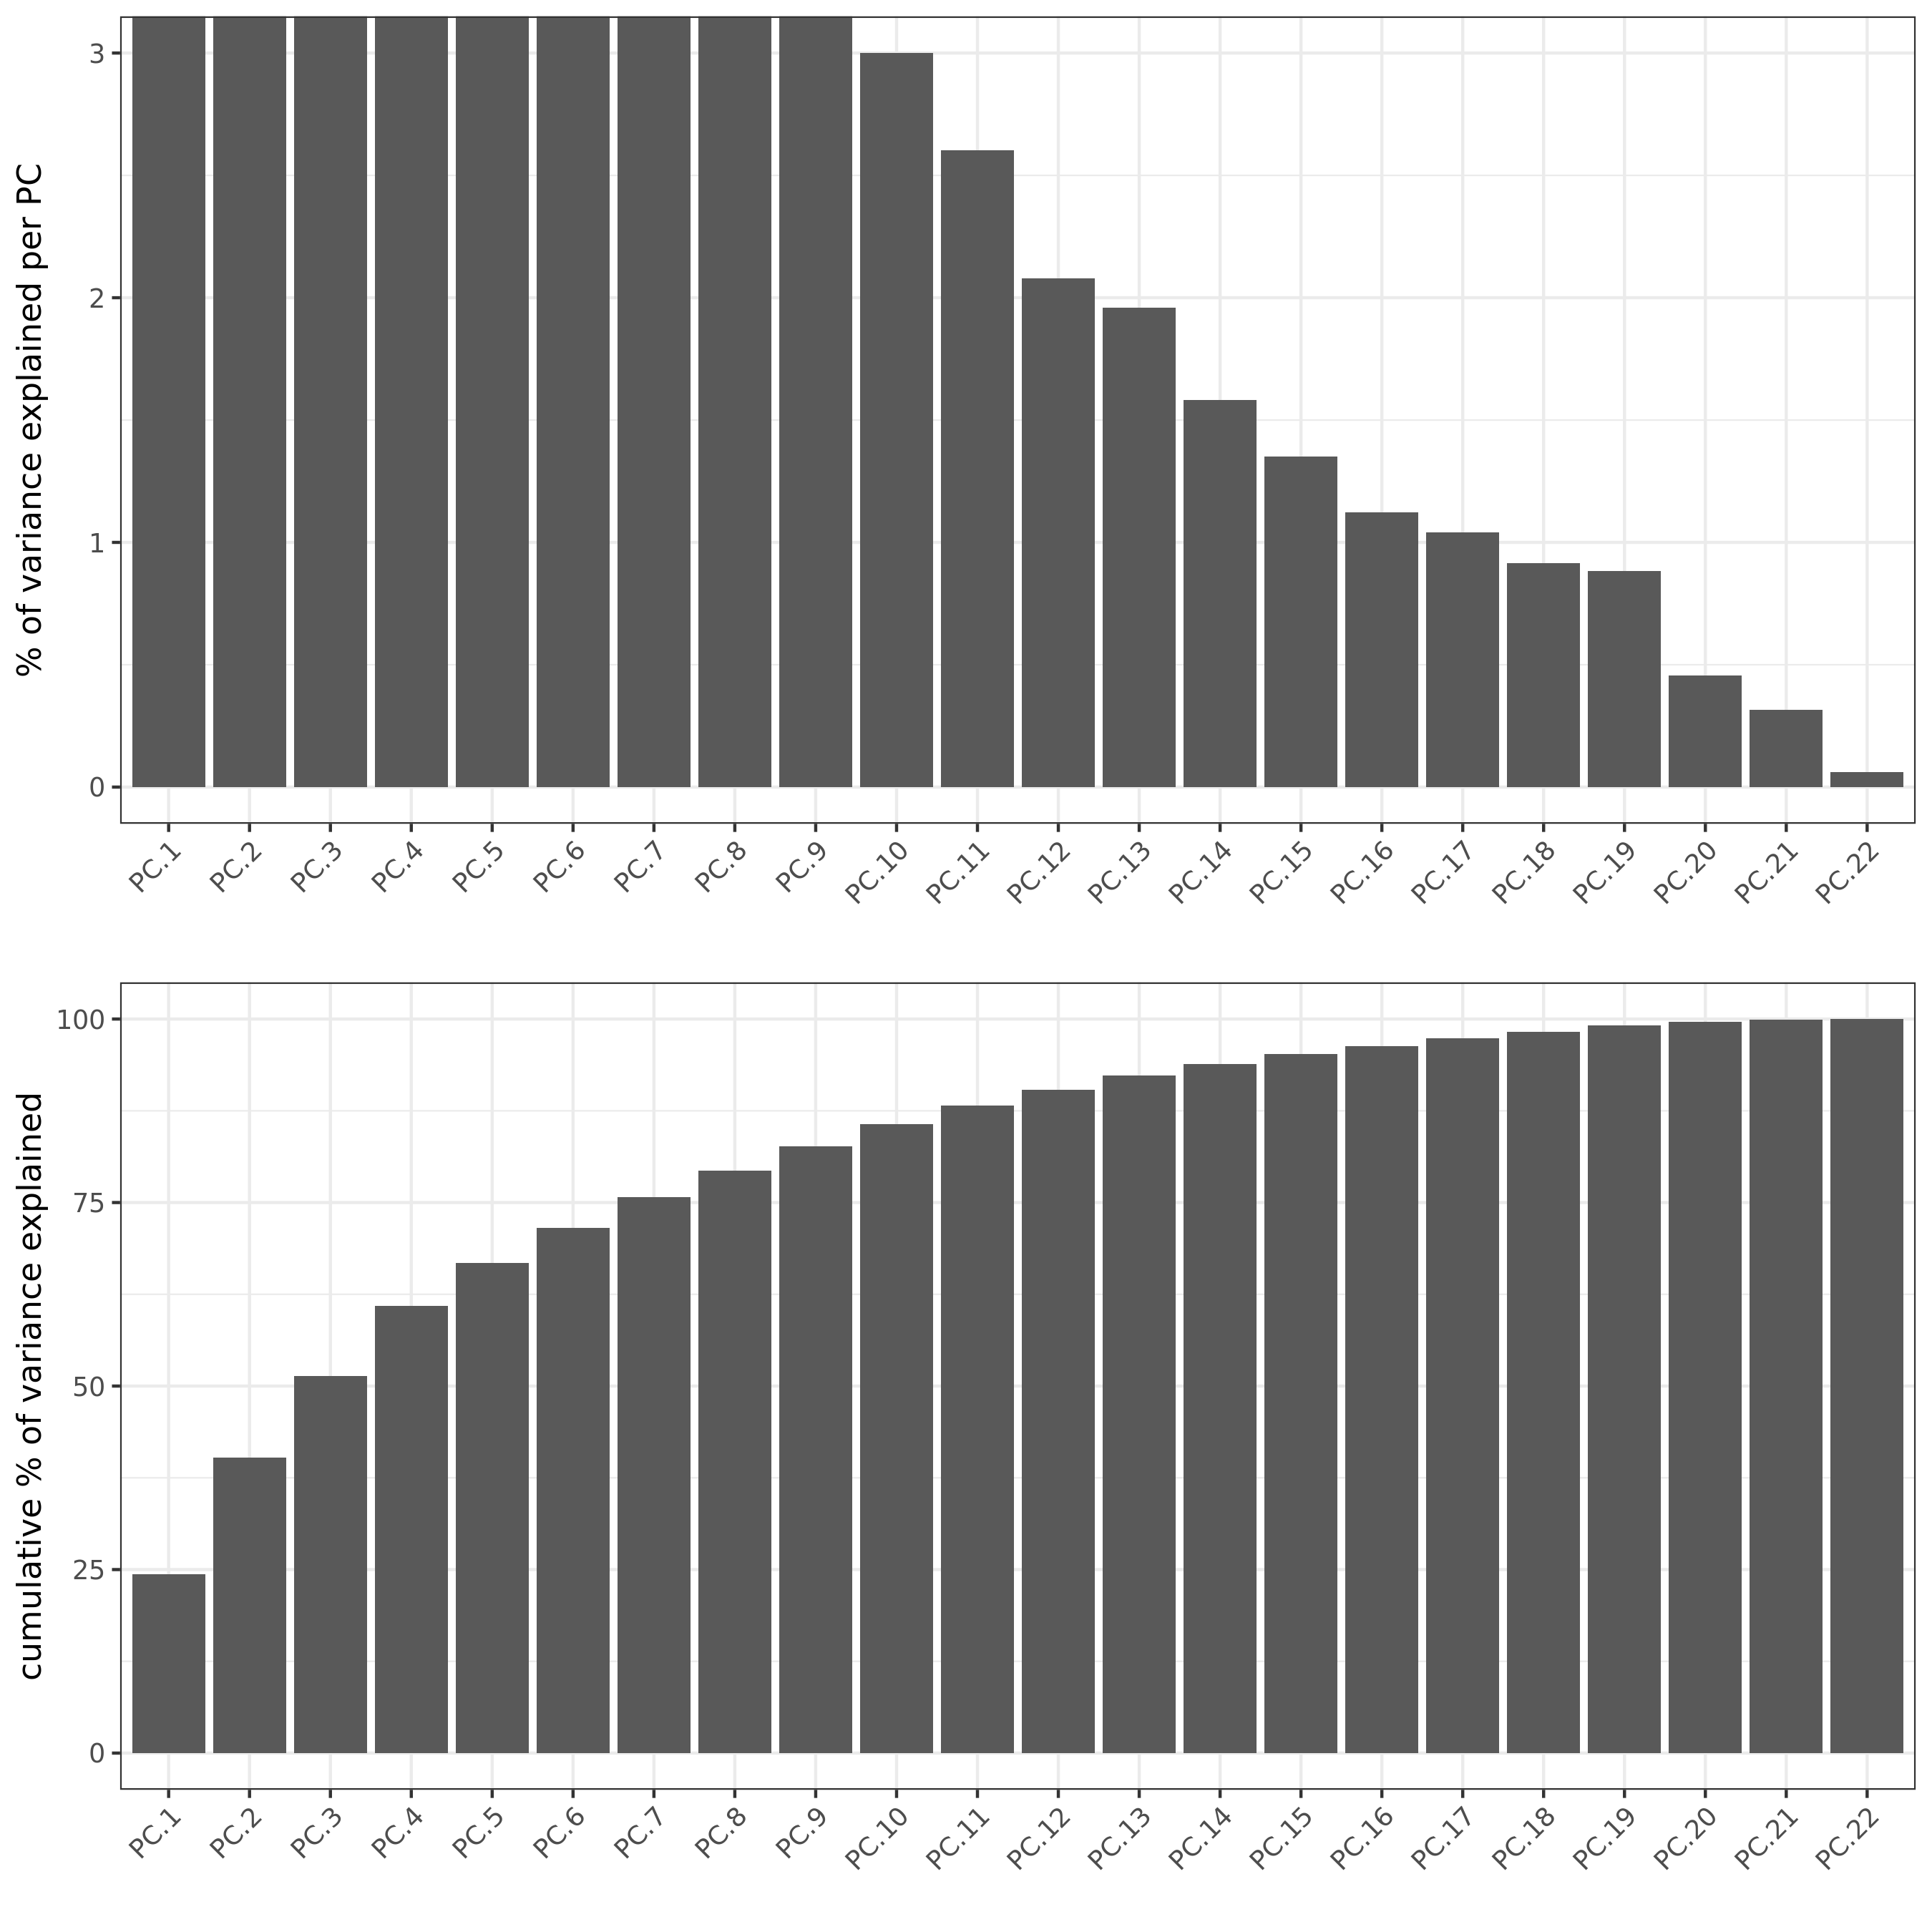 % of variance explained per PC
3
2
1
0
PC.1 PC.2 PC.3 PC.4 PC.5 PC.6 PC.7 PC.8 PC.9 PC.10 PC.11 PC.12 PC.13 PC.14 PC.15 PC.16 PC.17 PC.18 PC.19 PC.20 PC.21 PC.22
cumulative % of variance explained
100
75
50
25
0
PC.1 PC.2 PC.3 PC.4 PC.5 PC.6 PC.7 PC.8 PC.9 PC.10 PC.11 PC.12 PC.13 PC.14 PC.15 PC.16 PC.17 PC.18 PC.19 PC.20 PC.21 PC.22